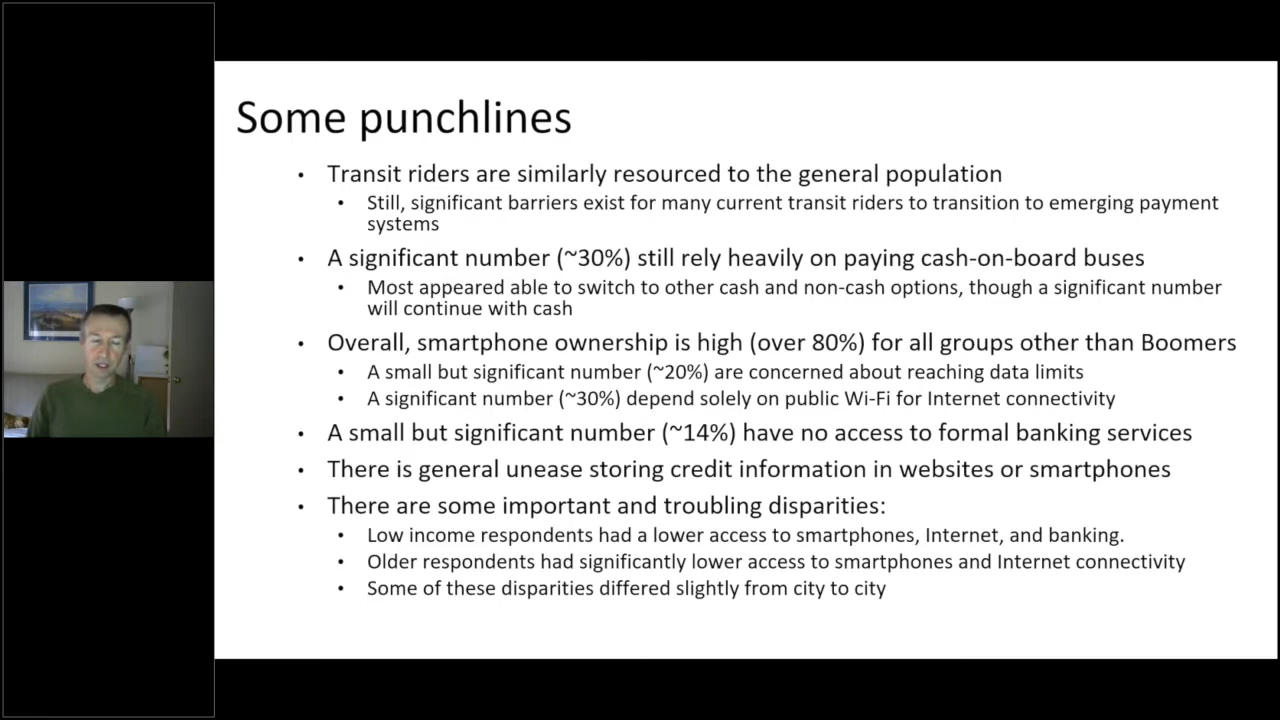 Some punchlines
• Transit riders are similarly resourced to the general population
• Still, significant barriers exist for many current transit riders to transition to emerging payment
systems
• A significant number (~30%) still rely heavily on paying cash-on-board buses
• Most appeared able to switch to other cash and non-cash options, though a significant number
will continue with cash
• Overall, smartphone ownership is high (over 80%) for all groups other than Boomers
• A small but significant number (~20%) are concerned about reaching data limits
• A significant number (~30%) depend solely on public Wi-Fi for Internet connectivity
• A small but significant number (~14%) have no access to formal banking services
• There is general unease storing credit information in websites or smartphones
• There are some important and troubling disparities:
• Low income respondents had a lower access to smartphones, Internet, and banking.
• Older respondents had significantly lower access to smartphones and Internet connectivity
• Some of these disparities differed slightly from city to city